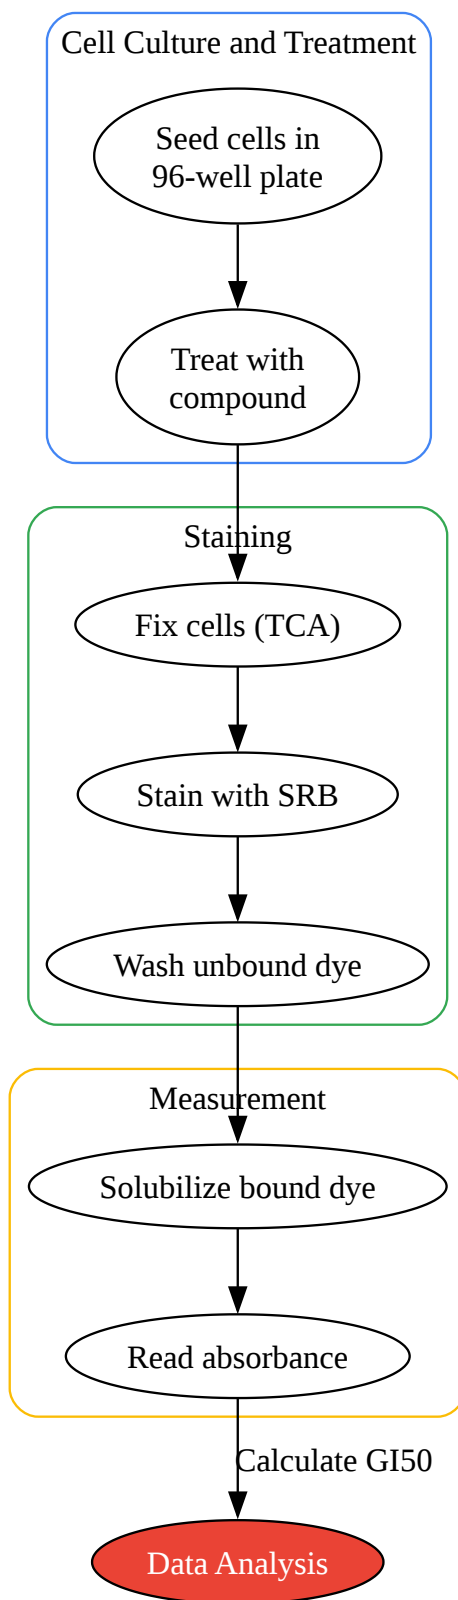 Cell Culture and Treatment
Seed cells in
96-well plate
Treat with
compound
Staining
Fix cells (TCA)
Stain with SRB
Wash unbound dye
Measurement
Solubilize bound dye
Read absorbance
Calculate GI50
Data Analysis